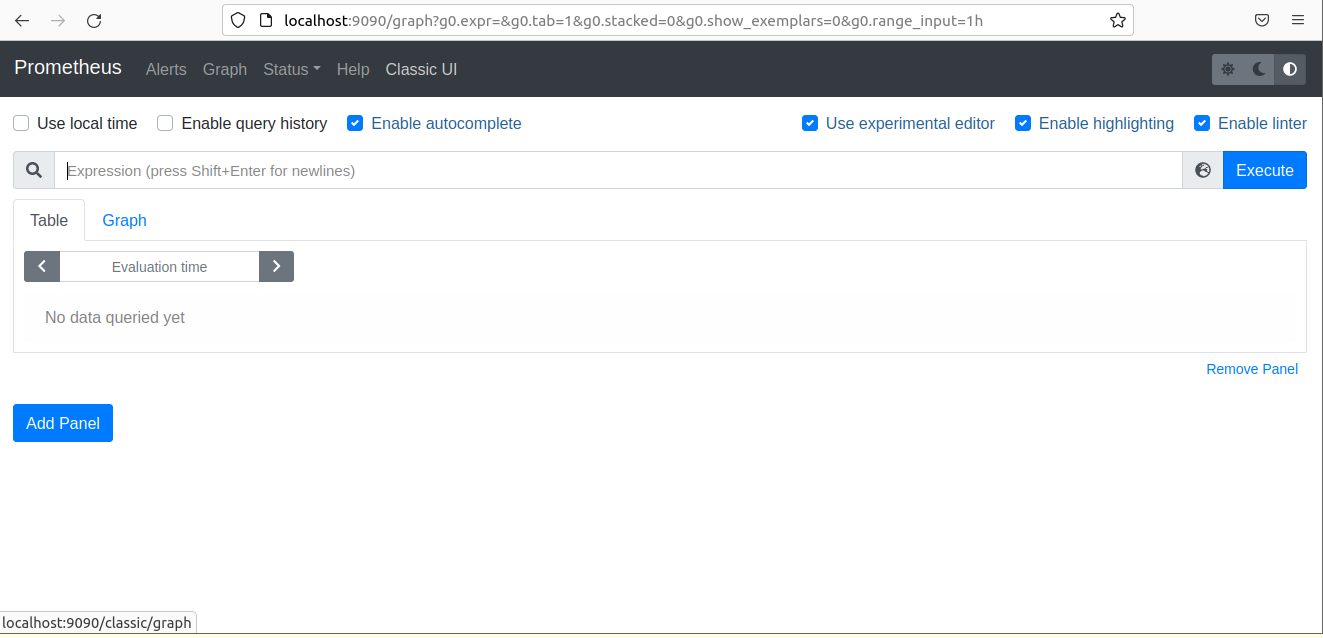 localhost:9090/graph?g0.expr=&g0.tab=1&g0.stacked=0&g0.show_exemplars=0&g0.range_input=1h
Prometheus Alerts Graph Status Help Classic UI
Use local time Enable query history Enable autocomplete Use experimental editor Enable highlighting Enable linter
Expression (press Shift+Enter for newlines) Execute
Table Graph
Evaluation time
No data queried yet
Remove Panel
Add Panel
localhost:9090/classic/graph